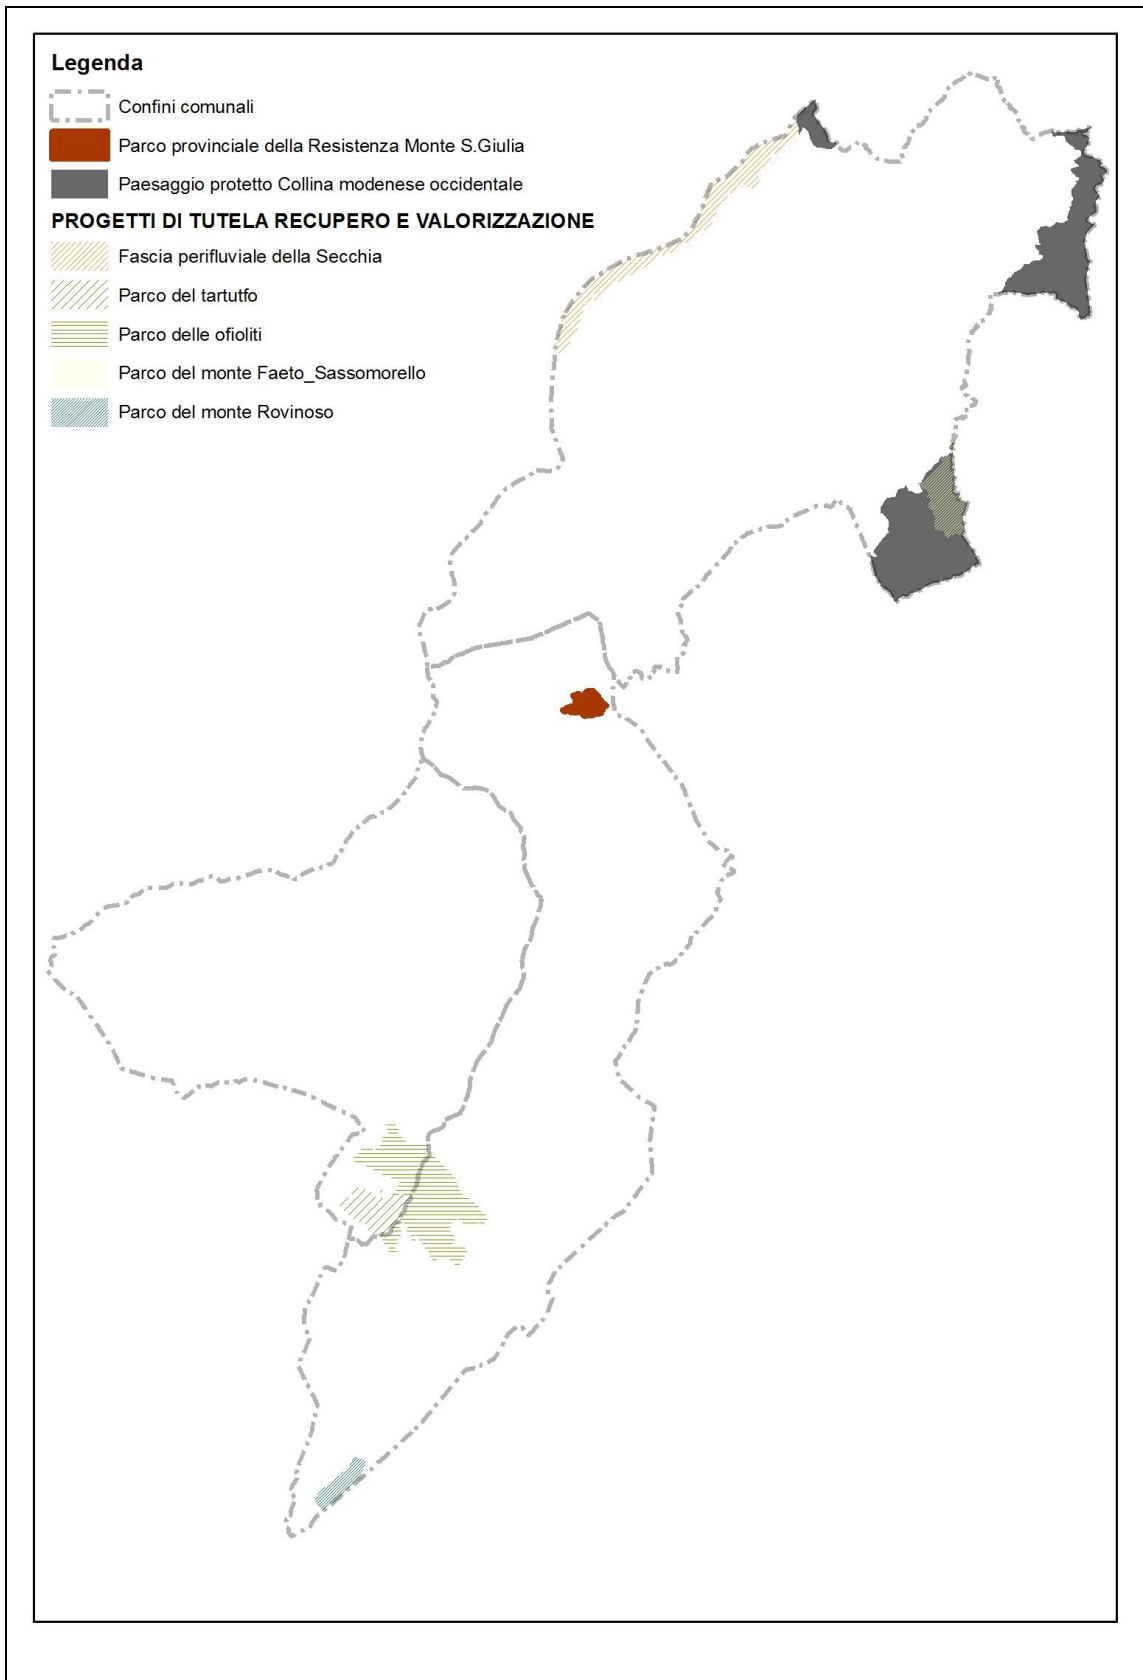 Legenda
Confini comunali
Parco provinciale della Resistenza Monte S.Giulia
Paesaggio protetto Collina modenese occidentale
PROGETTI DI TUTELA RECUPERO E VALORIZZAZIONE
Fascia perifluviale della Secchia
Parco del tartutfo
Parco delle ofioliti
Parco del monte Faeto_Sassomorello
Parco del monte Rovinoso